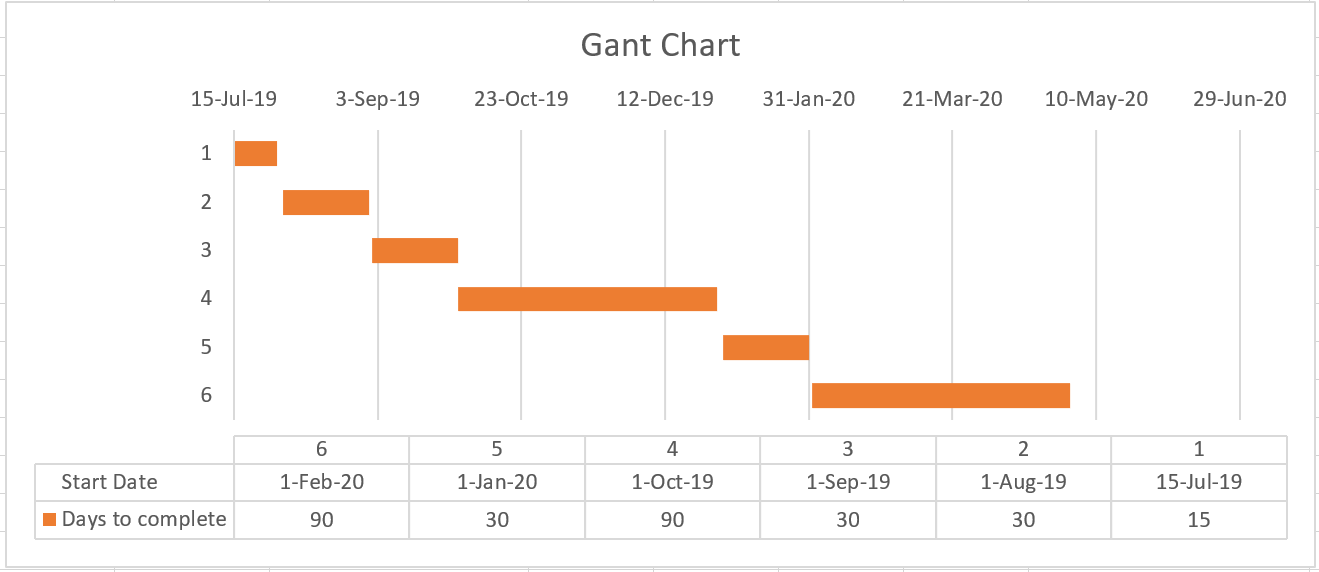 Gant Chart
15-Jul-19 3-Sep-19 23-Oct-19 12-Dec-19 31-Jan-20 21-Mar-20 10-May-20 29-Jun-20
1
2
3
4
5
6
6 5 4 3 2 1
Start Date 1-Feb-20 1-Jan-20 1-Oct-19 1-Sep-19 1-Aug-19 15-Jul-19
Days to complete 90 30 90 30 30 15